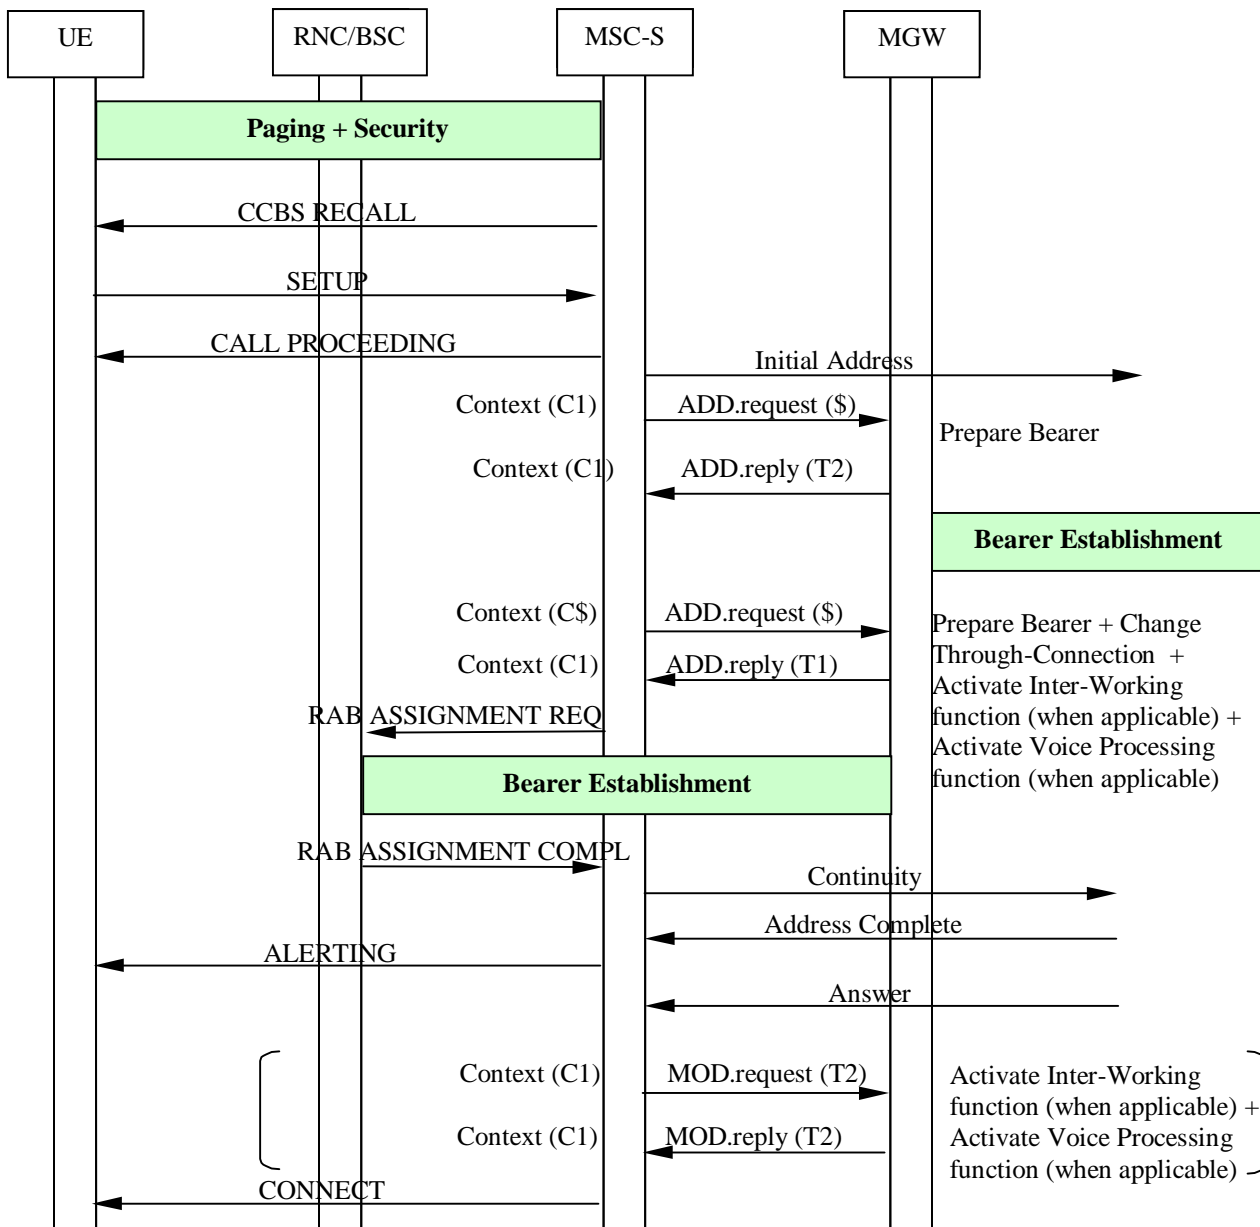 UE
RNC/BSC
MSC-S
MGW
Paging + Security
CCBS RECALL
SETUP
CALL PROCEEDING
Initial Address
Context (C1)
ADD.request ($)
Prepare Bearer
Context (C1)
ADD.reply (T2)
Bearer Establishment
Context (C$)
ADD.request ($)
Prepare Bearer + Change
Through-Connection +
Activate Inter-Working
function (when applicable) +
Activate Voice Processing
function (when applicable)
Context (C1)
ADD.reply (T1)
RAB ASSIGNMENT REQ
Bearer Establishment
RAB ASSIGNMENT COMPL
Continuity
Address Complete
ALERTING
Answer
Context (C1)
MOD.request (T2)
Activate Inter-Working
function (when applicable) +
Activate Voice Processing
function (when applicable)
Context (C1)
MOD.reply (T2)
CONNECT